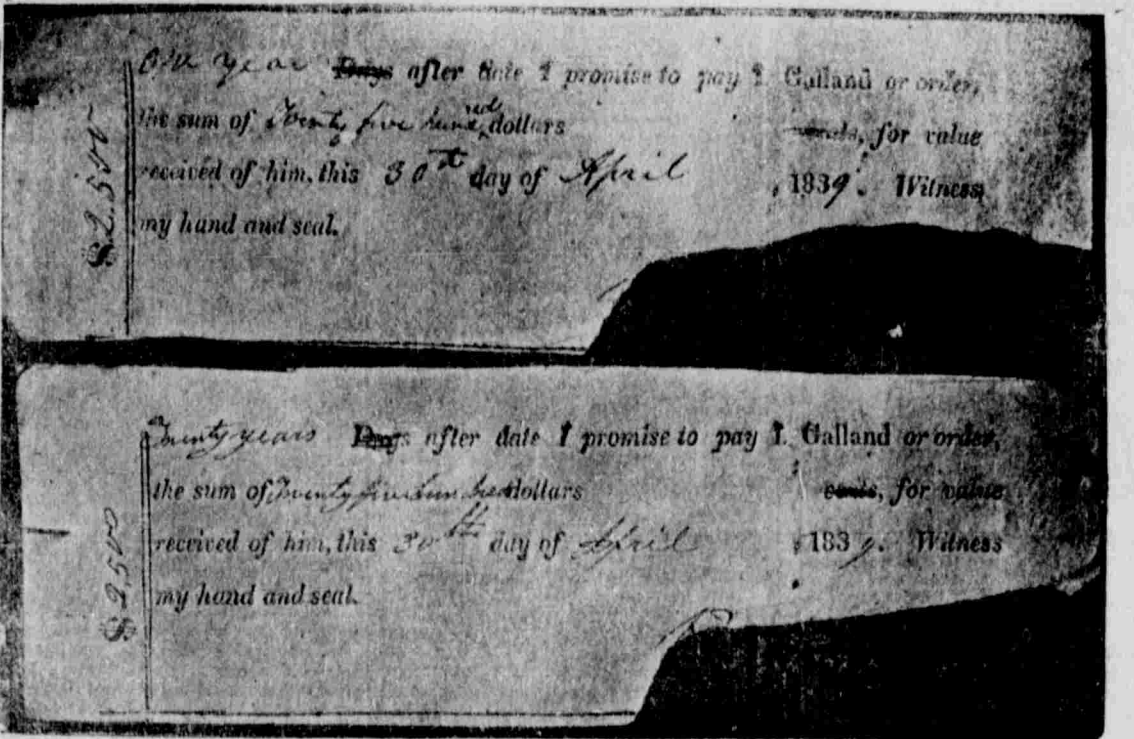 One year ~~Days~~ after date I promise to pay I. Galland or order,
the sum of Twenty five hundred dollars ~~cents~~, for value
received of him, this 30th day of April , 1839. Witness
my hand and seal.
$2500
Twenty years ~~Days~~ after date I promise to pay I. Galland or order,
the sum of Twenty five hundred dollars ~~cents~~, for value
received of him, this 30th day of April , 1839. Witness
my hand and seal.
$2500